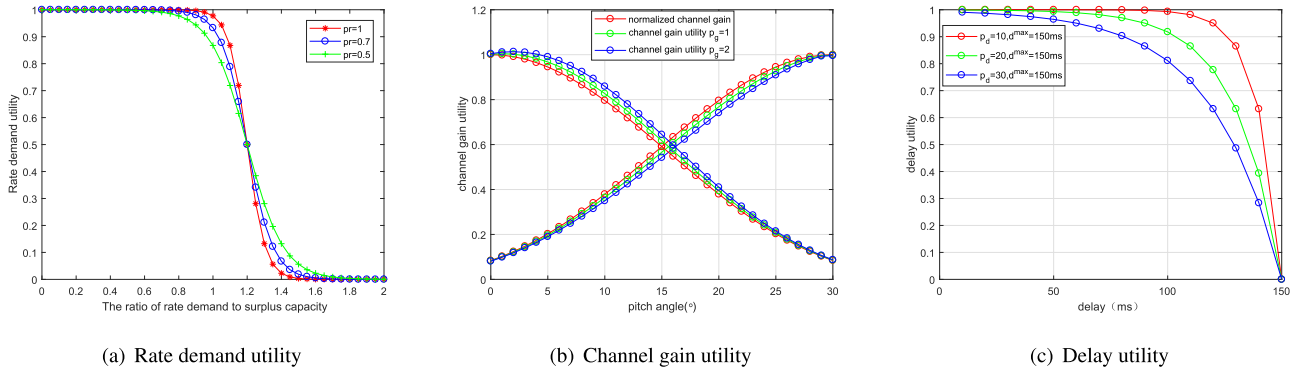 Rate demand utility
1
0.9
0.8
0.7
0.6
0.5
0.4
0.3
0.2
0.1
0
0 0.2 0.4 0.6 0.8 1 1.2 1.4 1.6 1.8 2
The ratio of rate demand to surplus capacity
pr=1
pr=0.7
pr=0.5
(a) Rate demand utility
channel gain utility
1.2
1.0
0.8
0.6
0.4
0.2
0
0 5 10 15 20 25 30
pitch angle(°)
normalized channel gain
channel gain utility p_g=1
channel gain utility p_g=2
(b) Channel gain utility
delay utility
1
0.9
0.8
0.7
0.6
0.5
0.4
0.3
0.2
0.1
0
0 50 100 150
delay（ms）
p_d=10,d^max=150ms
p_d=20,d^max=150ms
p_d=30,d^max=150ms
(c) Delay utility